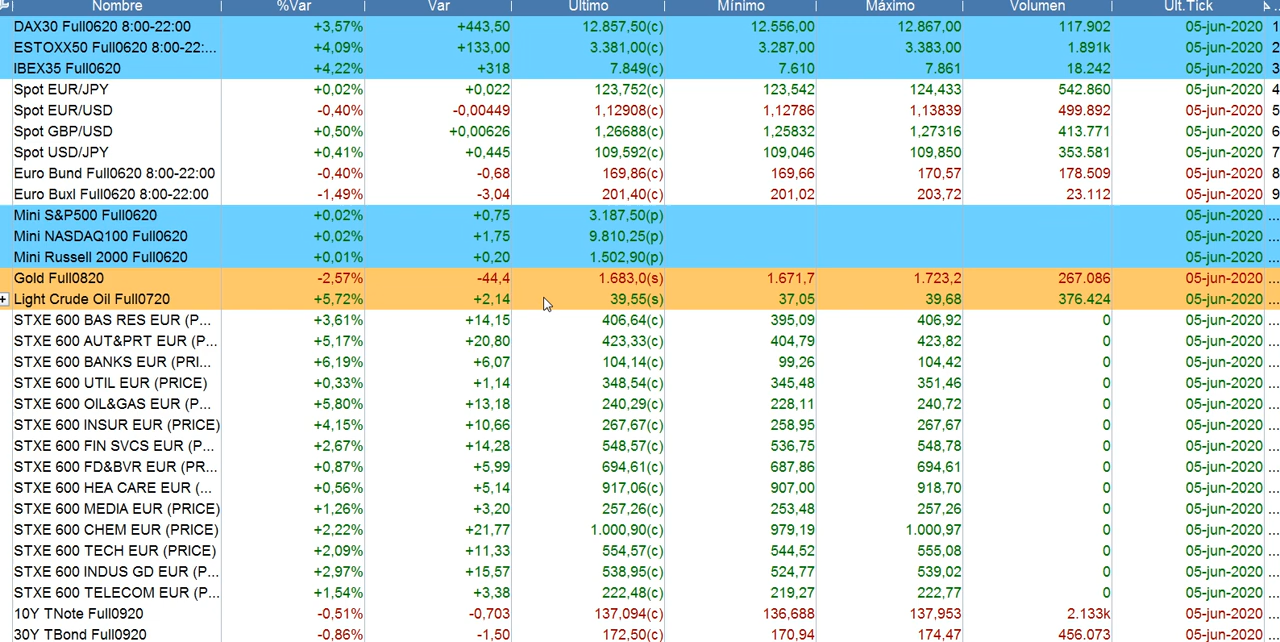 Nombre %Var Var Último Mínimo Máximo Volumen Últ.Tick
DAX30 Full0620 8:00-22:00 +3,57% +443,50 12.857,50(c) 12.556,00 12.867,00 117.902 05-jun-2020 1
ESTOXX50 Full0620 8:00-22:... +4,09% +133,00 3.381,00(c) 3.287,00 3.383,00 1.891k 05-jun-2020 2
IBEX35 Full0620 +4,22% +318 7.849(c) 7.610 7.861 18.242 05-jun-2020 3
Spot EUR/JPY +0,02% +0,022 123,752(c) 123,542 124,433 542.860 05-jun-2020 4
Spot EUR/USD -0,40% -0,00449 1,12908(c) 1,12786 1,13839 499.892 05-jun-2020 5
Spot GBP/USD +0,50% +0,00626 1,26688(c) 1,25832 1,27316 413.771 05-jun-2020 6
Spot USD/JPY +0,41% +0,445 109,592(c) 109,046 109,850 353.581 05-jun-2020 7
Euro Bund Full0620 8:00-22:00 -0,40% -0,68 169,86(c) 169,66 170,57 178.509 05-jun-2020 8
Euro Buxl Full0620 8:00-22:00 -1,49% -3,04 201,40(c) 201,02 203,72 23.112 05-jun-2020 9
Mini S&P500 Full0620 +0,02% +0,75 3.187,50(p) 05-jun-2020 ...
Mini NASDAQ100 Full0620 +0,02% +1,75 9.810,25(p) 05-jun-2020 ...
Mini Russell 2000 Full0620 +0,01% +0,20 1.502,90(p) 05-jun-2020 ...
Gold Full0820 -2,57% -44,4 1.683,0(s) 1.671,7 1.723,2 267.086 05-jun-2020 ...
Light Crude Oil Full0720 +5,72% +2,14 39,55(s) 37,05 39,68 376.424 05-jun-2020 ...
STXE 600 BAS RES EUR (P... +3,61% +14,15 406,64(c) 395,09 406,92 0 05-jun-2020 ...
STXE 600 AUT&PRT EUR (P... +5,17% +20,80 423,33(c) 404,79 423,82 0 05-jun-2020 ...
STXE 600 BANKS EUR (PRI... +6,19% +6,07 104,14(c) 99,26 104,42 0 05-jun-2020 ...
STXE 600 UTIL EUR (PRICE) +0,33% +1,14 348,54(c) 345,48 351,46 0 05-jun-2020 ...
STXE 600 OIL&GAS EUR (P... +5,80% +13,18 240,29(c) 228,11 240,72 0 05-jun-2020 ...
STXE 600 INSUR EUR (PRICE) +4,15% +10,66 267,67(c) 258,95 267,67 0 05-jun-2020 ...
STXE 600 FIN SVCS EUR (P... +2,67% +14,28 548,57(c) 536,75 548,78 0 05-jun-2020 ...
STXE 600 FD&BVR EUR (PR... +0,87% +5,99 694,61(c) 687,86 694,61 0 05-jun-2020 ...
STXE 600 HEA CARE EUR (... +0,56% +5,14 917,06(c) 907,00 918,70 0 05-jun-2020 ...
STXE 600 MEDIA EUR (PRICE) +1,26% +3,20 257,26(c) 253,48 257,26 0 05-jun-2020 ...
STXE 600 CHEM EUR (PRICE) +2,22% +21,77 1.000,90(c) 979,19 1.000,97 0 05-jun-2020 ...
STXE 600 TECH EUR (PRICE) +2,09% +11,33 554,57(c) 544,52 555,08 0 05-jun-2020 ...
STXE 600 INDUS GD EUR (P... +2,97% +15,57 538,95(c) 524,77 539,02 0 05-jun-2020 ...
STXE 600 TELECOM EUR (P... +1,54% +3,38 222,48(c) 219,27 222,77 0 05-jun-2020 ...
10Y TNote Full0920 -0,51% -0,703 137,094(c) 136,688 137,953 2.133k 05-jun-2020 ...
30Y TBond Full0920 -0,86% -1,50 172,50(c) 170,94 174,47 456.073 05-jun-2020 ...